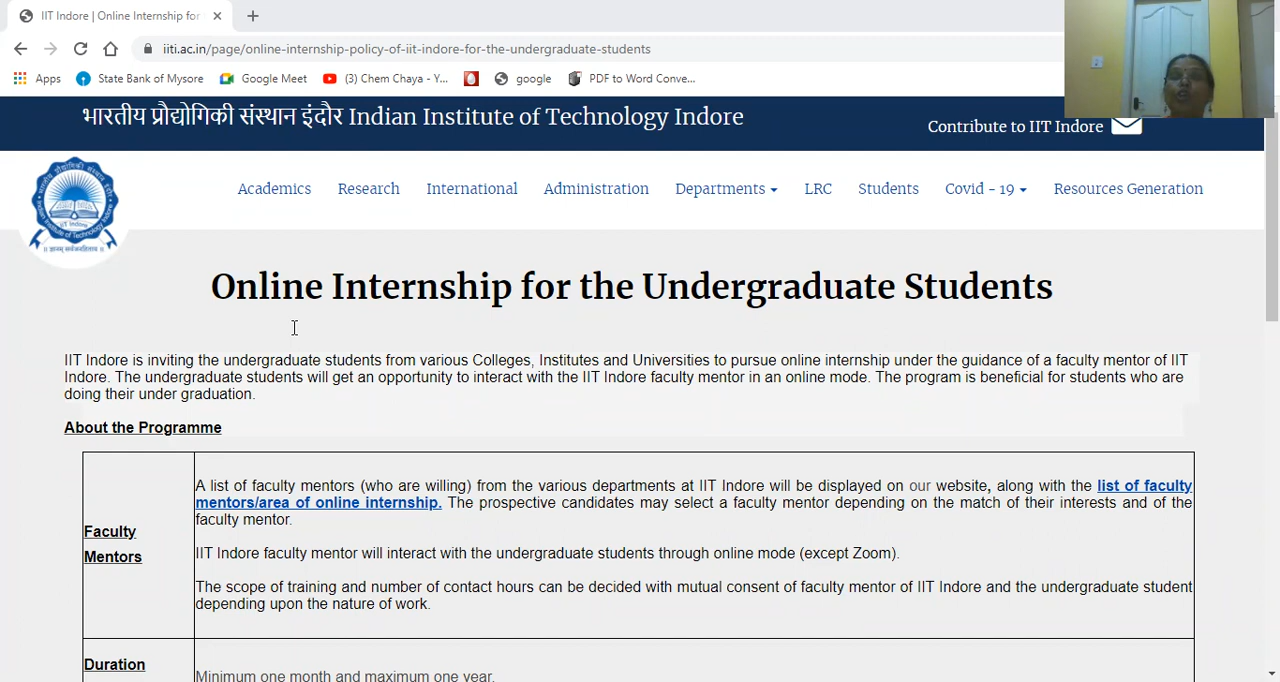 IIT Indore | Online Internship for
iiti.ac.in/page/online-internship-policy-of-iit-indore-for-the-undergraduate-students
Apps State Bank of Mysore Google Meet (3) Chem Chaya - Y... google PDF to Word Conve...
भारतीय प्रौद्योगिकी संस्थान इंदौर Indian Institute of Technology Indore
Contribute to IIT Indore
Academics Research International Administration Departments LRC Students Covid - 19 Resources Generation
Online Internship for the Undergraduate Students
IIT Indore is inviting the undergraduate students from various Colleges, Institutes and Universities to pursue online internship under the guidance of a faculty mentor of IIT
Indore. The undergraduate students will get an opportunity to interact with the IIT Indore faculty mentor in an online mode. The program is beneficial for students who are
doing their under graduation.
About the Programme
Faculty
Mentors
A list of faculty mentors (who are willing) from the various departments at IIT Indore will be displayed on our website, along with the list of faculty
mentors/area of online internship. The prospective candidates may select a faculty mentor depending on the match of their interests and of the
faculty mentor.
IIT Indore faculty mentor will interact with the undergraduate students through online mode (except Zoom).
The scope of training and number of contact hours can be decided with mutual consent of faculty mentor of IIT Indore and the undergraduate student
depending upon the nature of work.
Duration
Minimum one month and maximum one year.